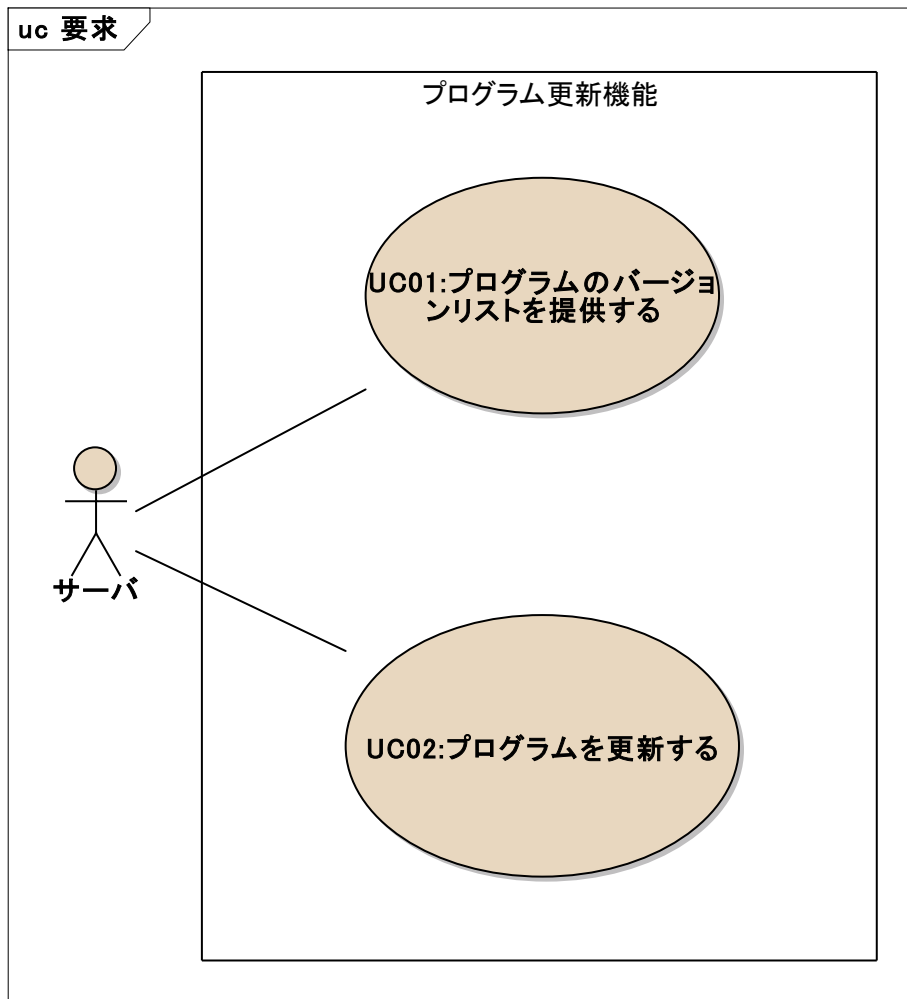 uc 要求
プログラム更新機能
UC01:プログラムのバージョ
ンリストを提供する
サーバ
UC02:プログラムを更新する